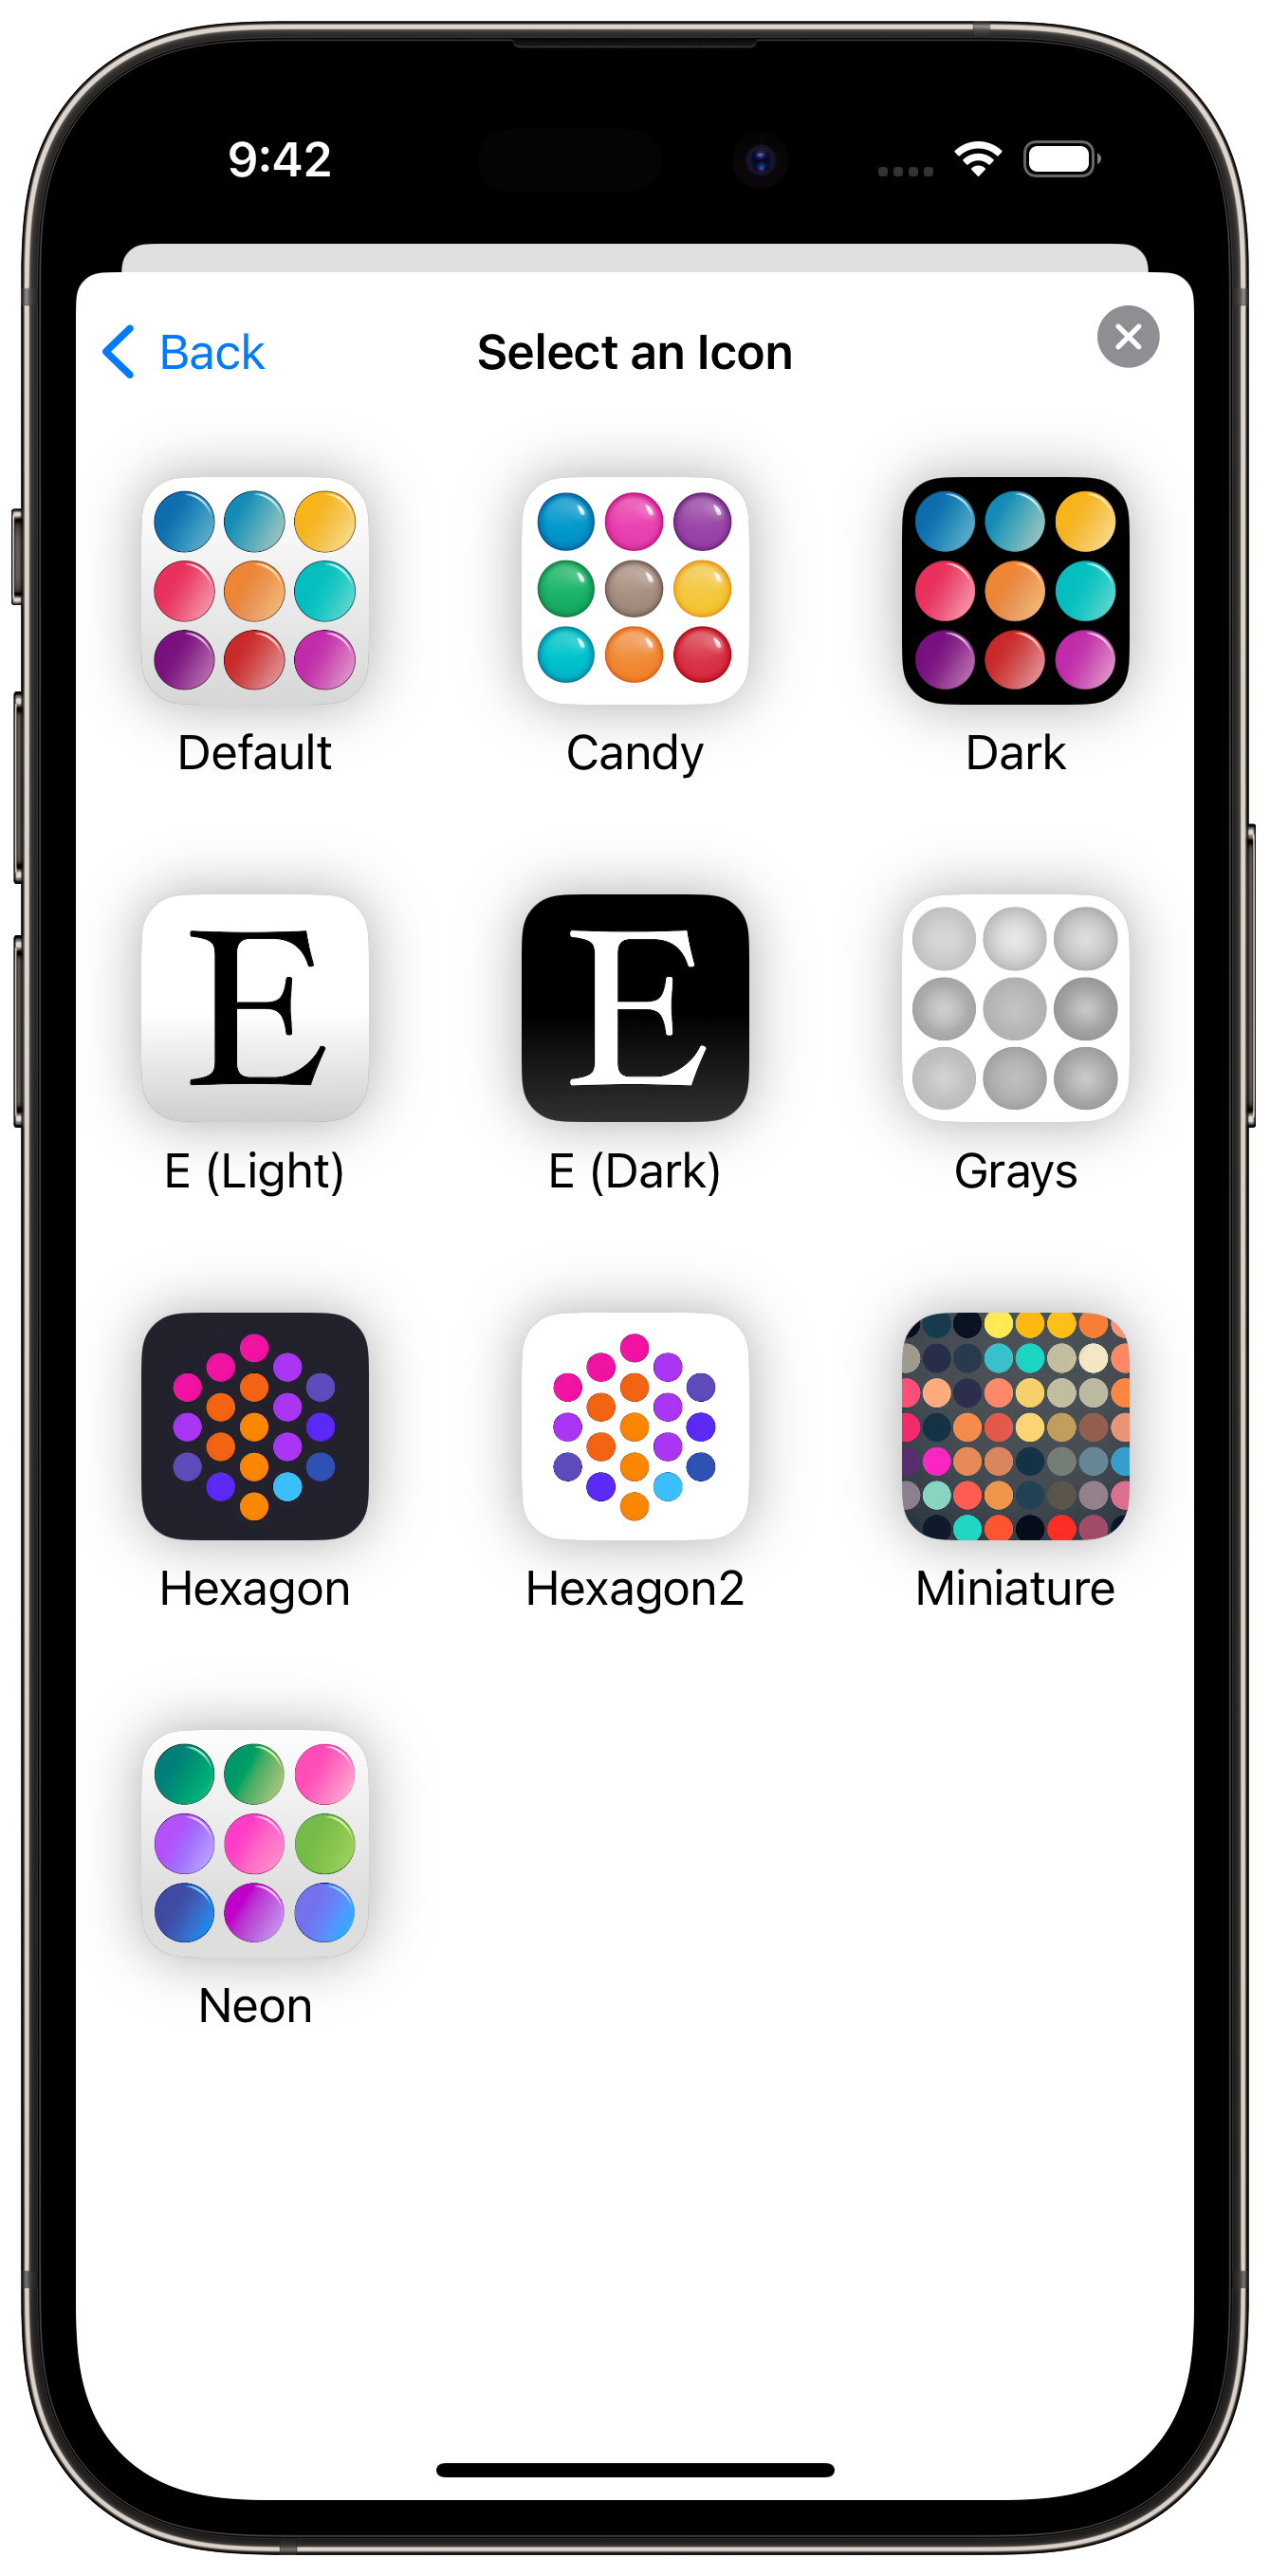 9:42
Back
Select an Icon
Default
Candy
Dark
E
E
E (Light)
E (Dark)
Grays
Hexagon
Hexagon2
Miniature
Neon